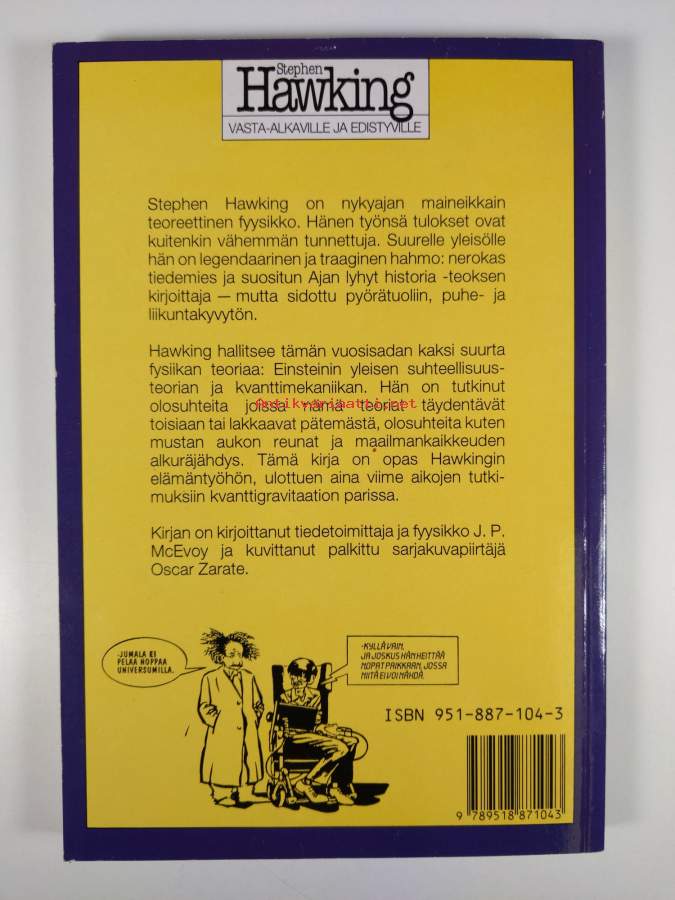 Stephen
Hawking
VASTA-ALKAVILLE JA EDISTYVILLE
Stephen Hawking on nykyajan maineikkain
teoreettinen fyysikko. Hänen työnsä tulokset ovat
kuitenkin vähemmän tunnettuja. Suurelle yleisölle
hän on legendaarinen ja traaginen hahmo: nerokas
tiedemies ja suositun Ajan lyhyt historia -teoksen
kirjoittaja — mutta sidottu pyörätuoliin, puhe- ja
liikuntakyvytön.
Hawking hallitsee tämän vuosisadan kaksi suurta
fysiikan teoriaa: Einsteinin yleisen suhteellisuus-
teorian ja kvanttimekaniikan. Hän on tutkinut
olosuhteita joissa nämä teoriat täydentävät
Antikvariaatti.net
toisiaan tai lakkaavat pätemästä, olosuhteita kuten
mustan aukon reunat ja maailmankaikkeuden
alkuräjähdys. Tämä kirja on opas Hawkingin
elämäntyöhön, ulottuen aina viime aikojen tutki-
muksiin kvanttigravitaation parissa.
Kirjan on kirjoittanut tiedetoimittaja ja fyysikko J. P.
McEvoy ja kuvittanut palkittu sarjakuvapiirtäjä
Oscar Zarate.
-JUMALA EI
PELAA NOPPAA
UNIVERSUMILLA.
-KYLLÄ VAIN,
JA JOSKUS HÄN HEITTÄÄ
NOPAT PAIKKAAN, JOSSA
NIITÄ EI VOI NÄHDÄ.
ISBN 951-887-104-3
9 789518 871043